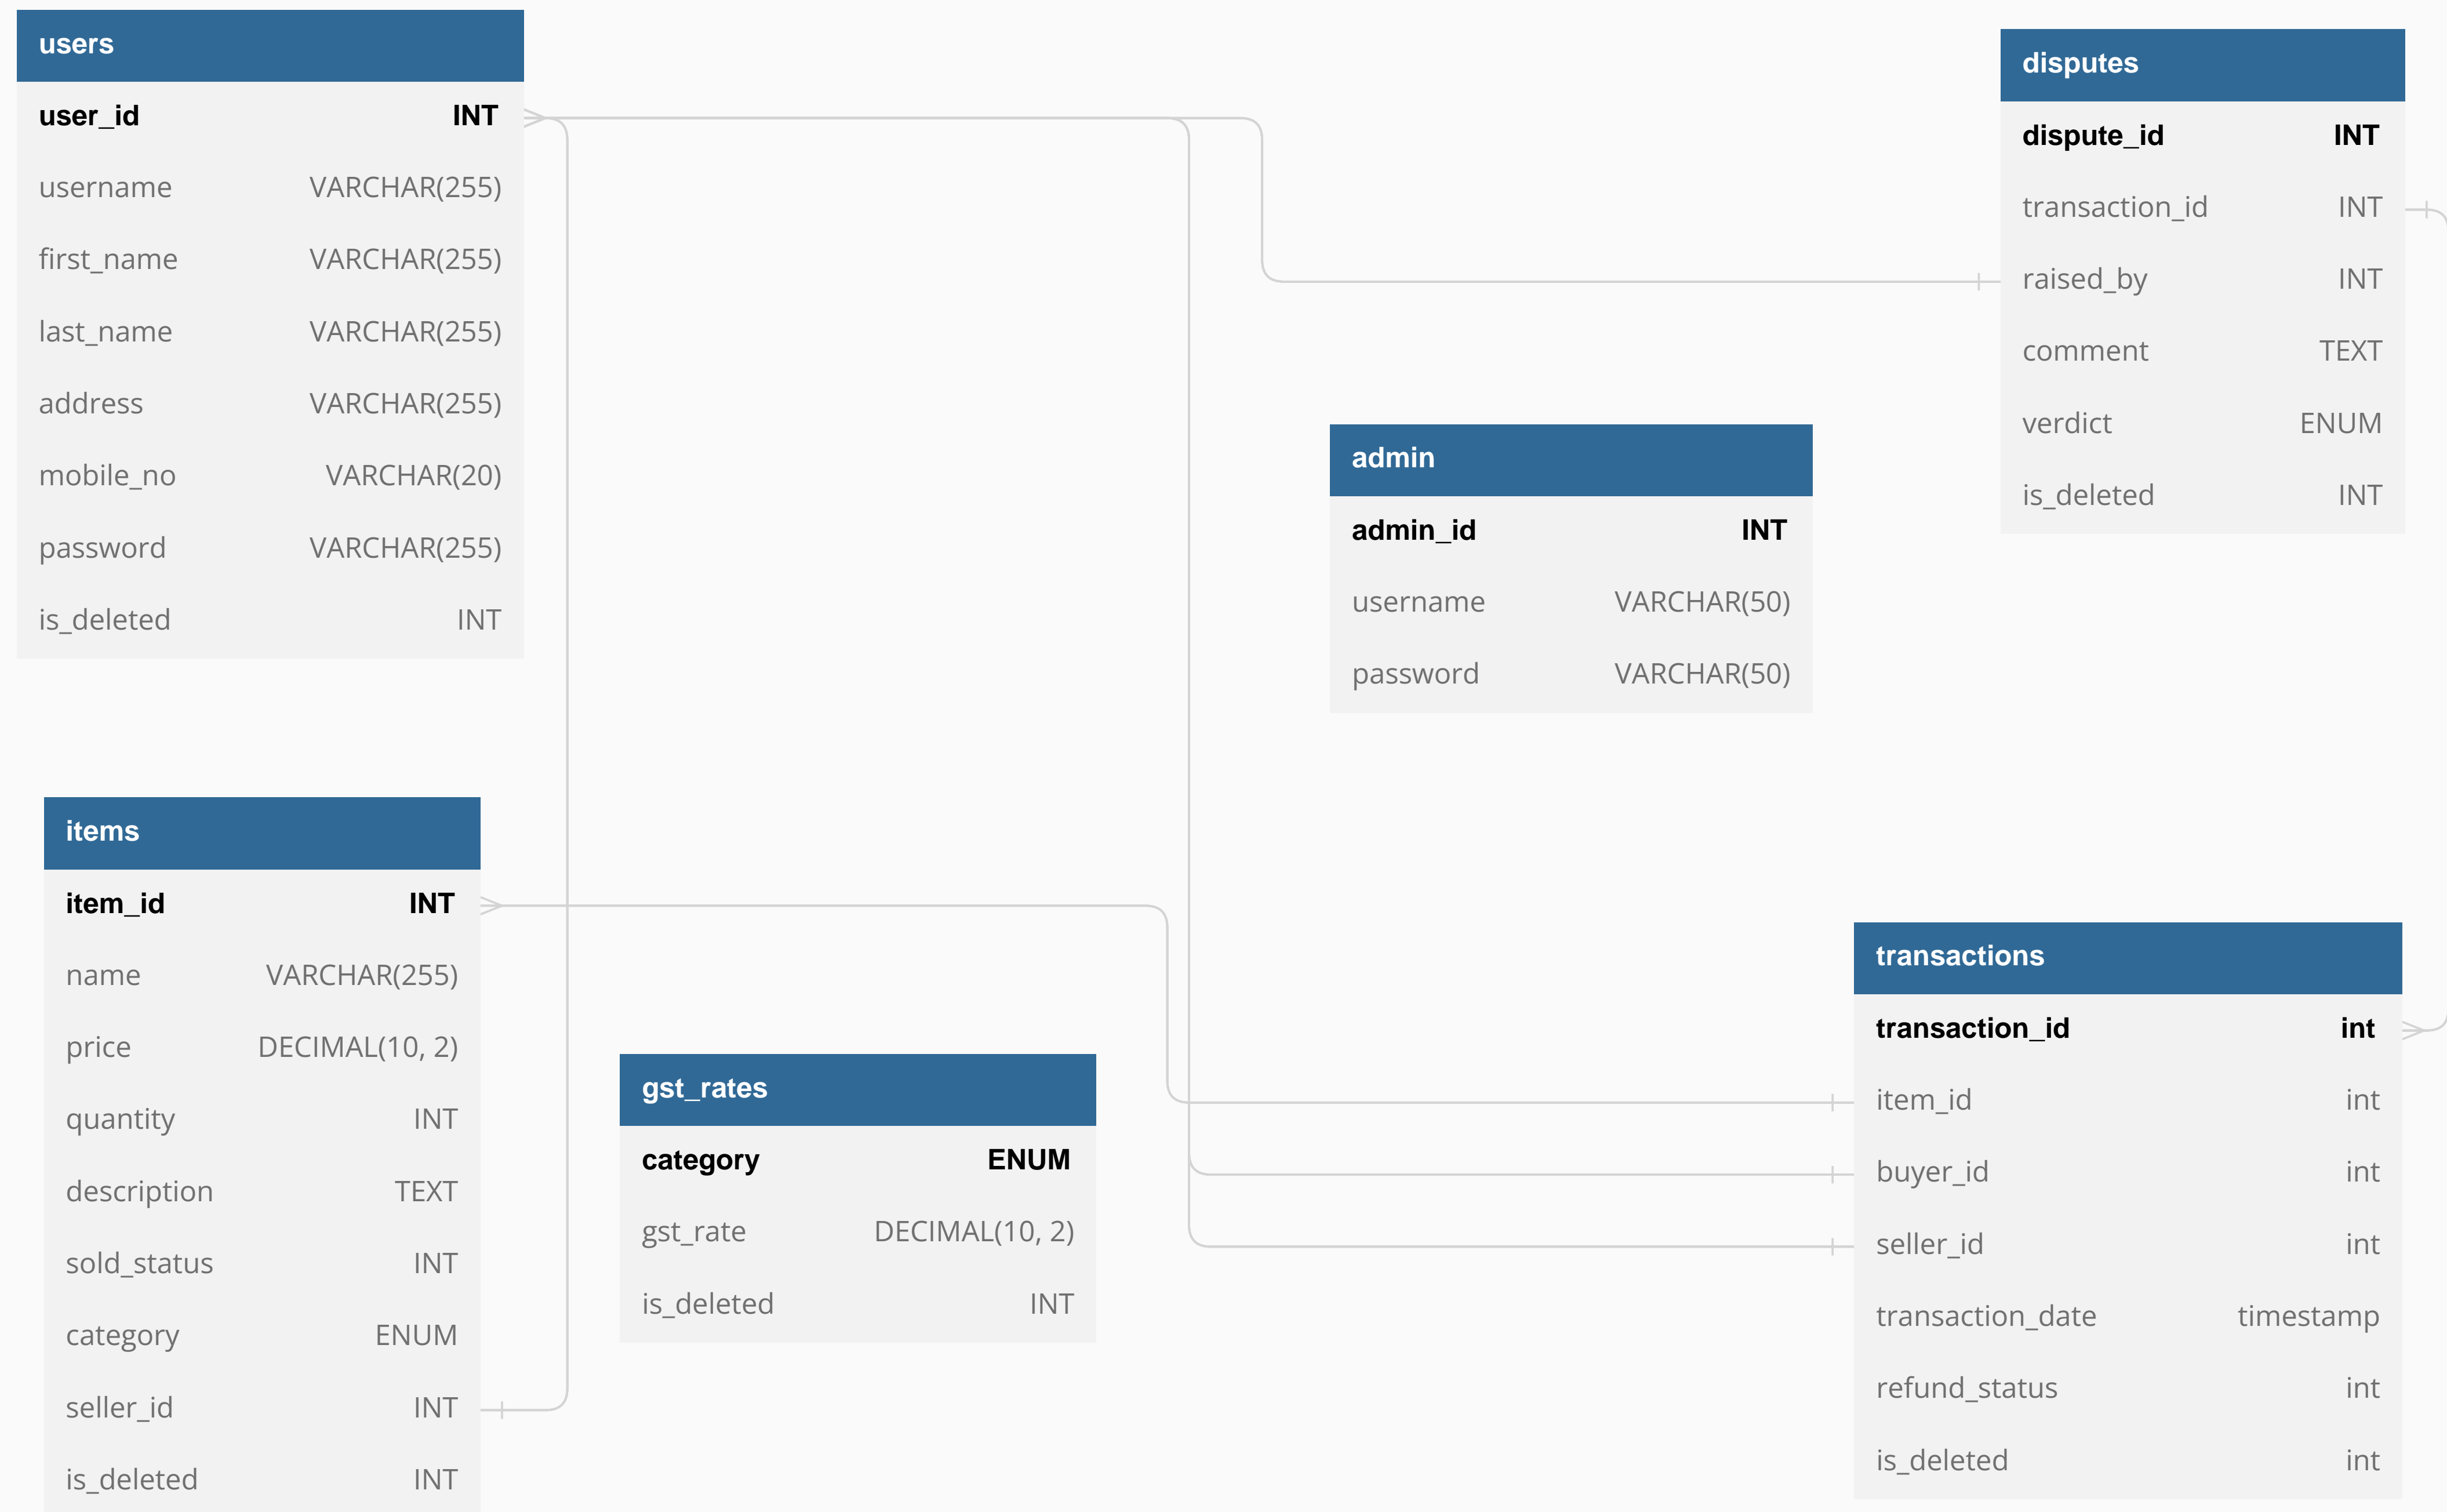 users
user_id INT
username VARCHAR(255)
first_name VARCHAR(255)
last_name VARCHAR(255)
address VARCHAR(255)
mobile_no VARCHAR(20)
password VARCHAR(255)
is_deleted INT
disputes
dispute_id INT
transaction_id INT
raised_by INT
comment TEXT
verdict ENUM
is_deleted INT
admin
admin_id INT
username VARCHAR(50)
password VARCHAR(50)
items
item_id INT
name VARCHAR(255)
price DECIMAL(10, 2)
quantity INT
description TEXT
sold_status INT
category ENUM
seller_id INT
is_deleted INT
gst_rates
category ENUM
gst_rate DECIMAL(10, 2)
is_deleted INT
transactions
transaction_id int
item_id int
buyer_id int
seller_id int
transaction_date timestamp
refund_status int
is_deleted int